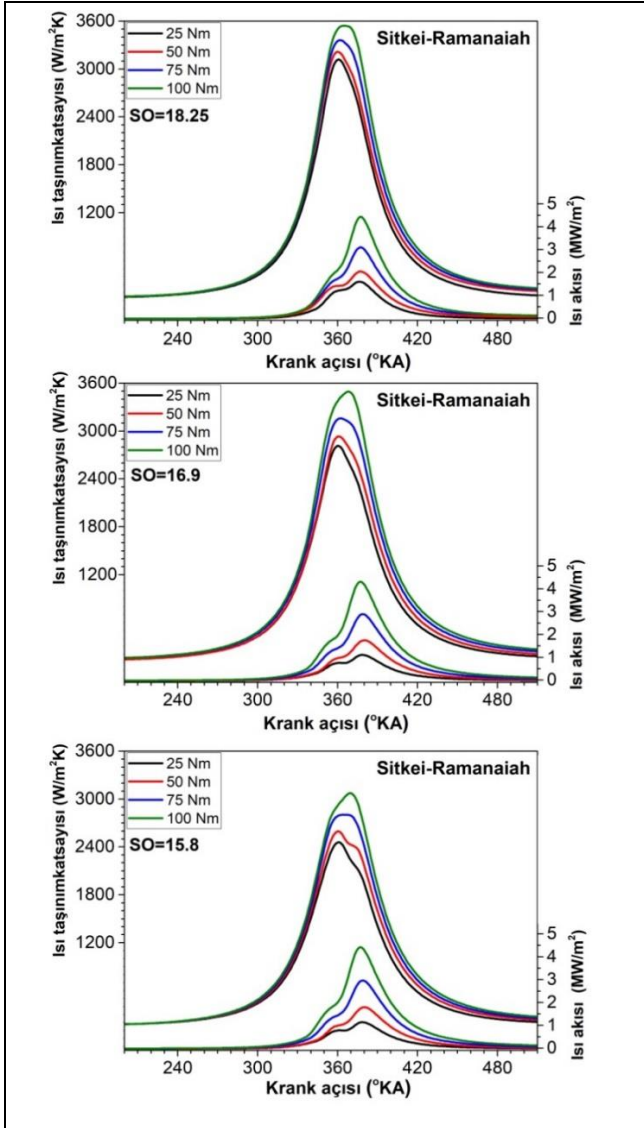 3600
3000
2400
1800
1200
Isı taşınımkatsayısı (W/m²K)
25 Nm
50 Nm
75 Nm
100 Nm
SO=18.25
Sitkei-Ramanaiah
5
4
3
2
1
0
Isı akısı (MW/m²)
240 300 360 420 480
Krank açısı (ᵒKA)
3600
3000
2400
1800
1200
Isı taşınımkatsayısı (W/m²K)
25 Nm
50 Nm
75 Nm
100 Nm
SO=16.9
Sitkei-Ramanaiah
5
4
3
2
1
0
Isı akısı (MW/m²)
240 300 360 420 480
Krank açısı (ᵒKA)
3600
3000
2400
1800
1200
Isı taşınımkatsayısı (W/m²K)
25 Nm
50 Nm
75 Nm
100 Nm
SO=15.8
Sitkei-Ramanaiah
5
4
3
2
1
0
Isı akısı (MW/m²)
240 300 360 420 480
Krank açısı (ᵒKA)